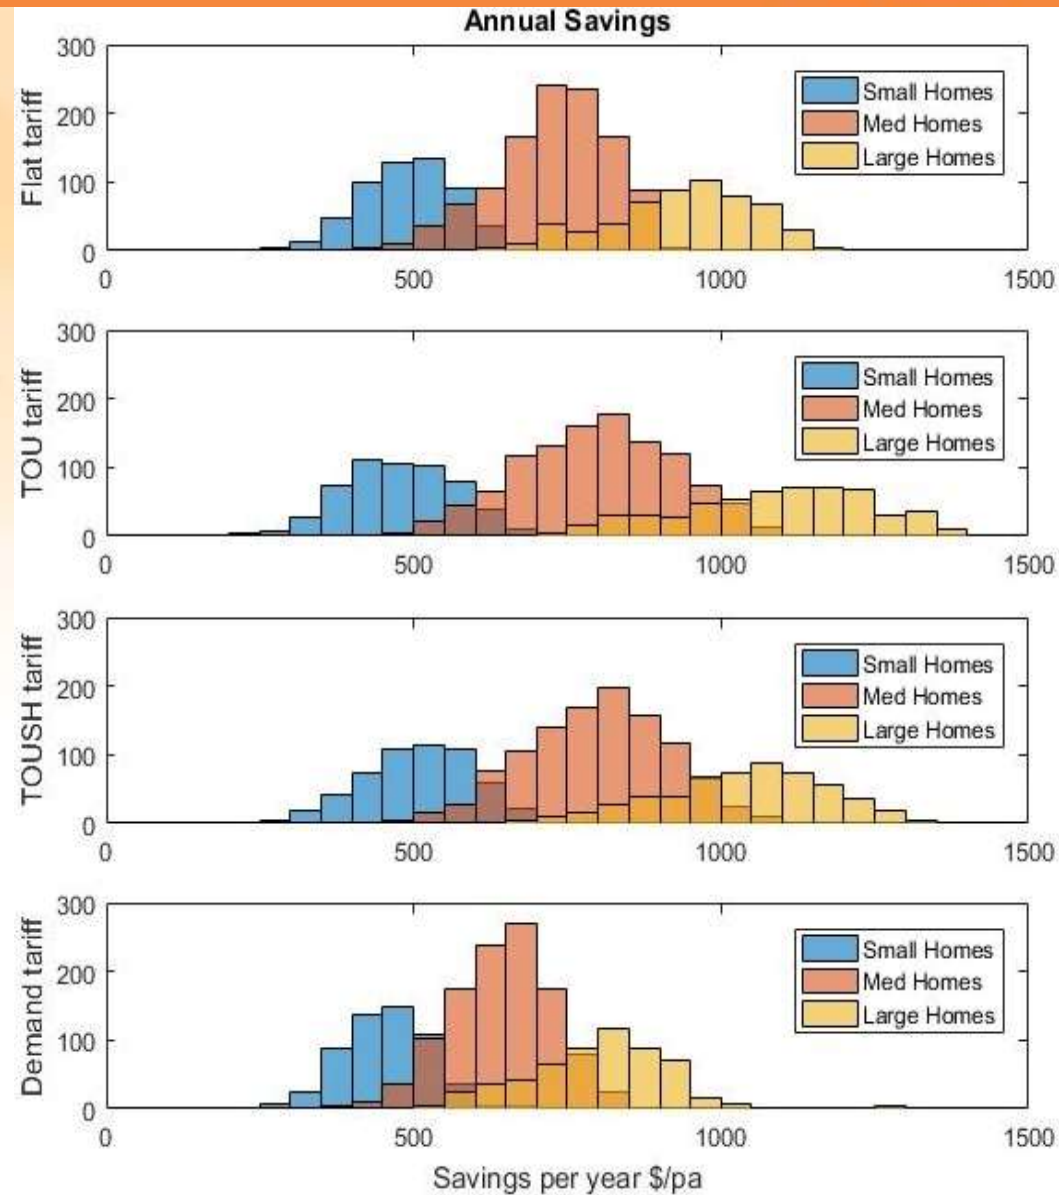 Annual Savings
Flat tariff
300
200
100
0
Small Homes
Med Homes
Large Homes
0 500 1000 1500
TOU tariff
300
200
100
0
Small Homes
Med Homes
Large Homes
0 500 1000 1500
TOUSH tariff
300
200
100
0
Small Homes
Med Homes
Large Homes
0 500 1000 1500
Demand tariff
300
200
100
0
Small Homes
Med Homes
Large Homes
0 500 1000 1500
Savings per year $/pa